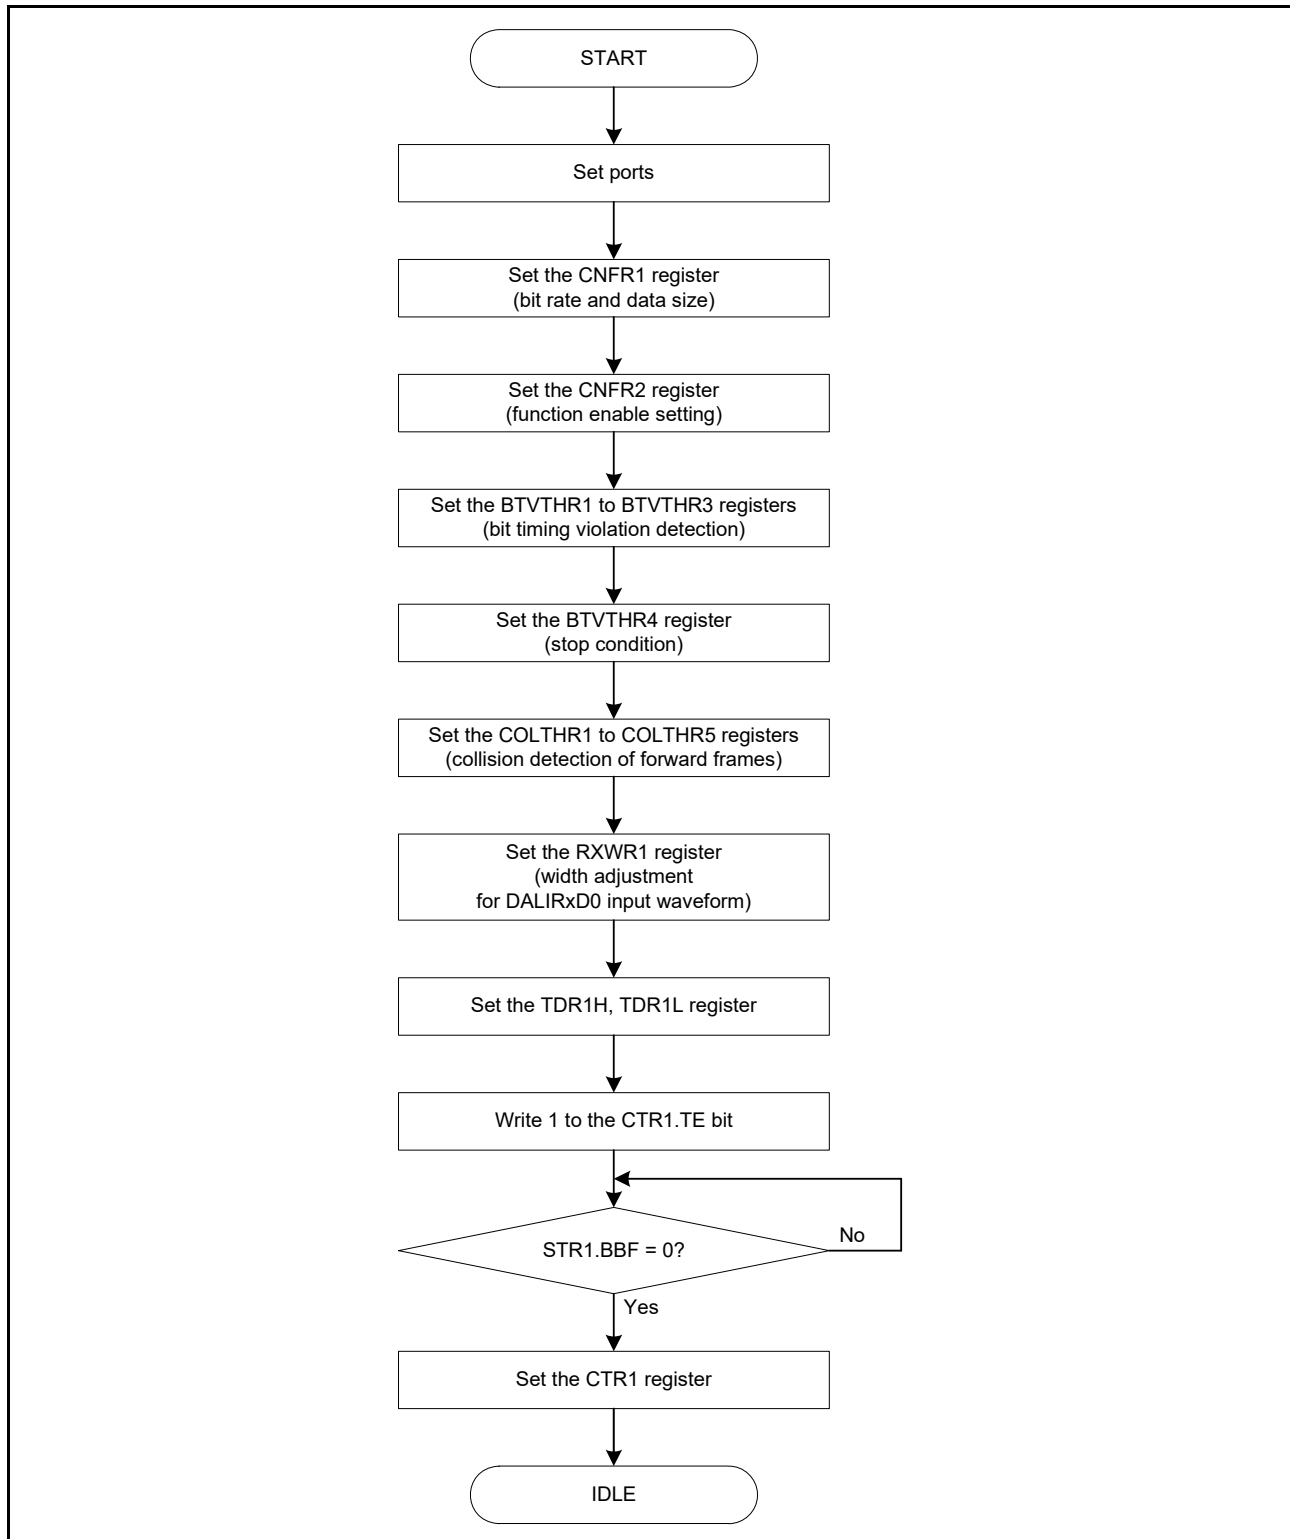 START
Set ports
Set the CNFR1 register
(bit rate and data size)
Set the CNFR2 register
(function enable setting)
Set the BTVTHR1 to BTVTHR3 registers
(bit timing violation detection)
Set the BTVTHR4 register
(stop condition)
Set the COLTHR1 to COLTHR5 registers
(collision detection of forward frames)
Set the RXWR1 register
(width adjustment
for DALIRxD0 input waveform)
Set the TDR1H, TDR1L register
Write 1 to the CTR1.TE bit
STR1.BBF = 0?
No
Yes
Set the CTR1 register
IDLE